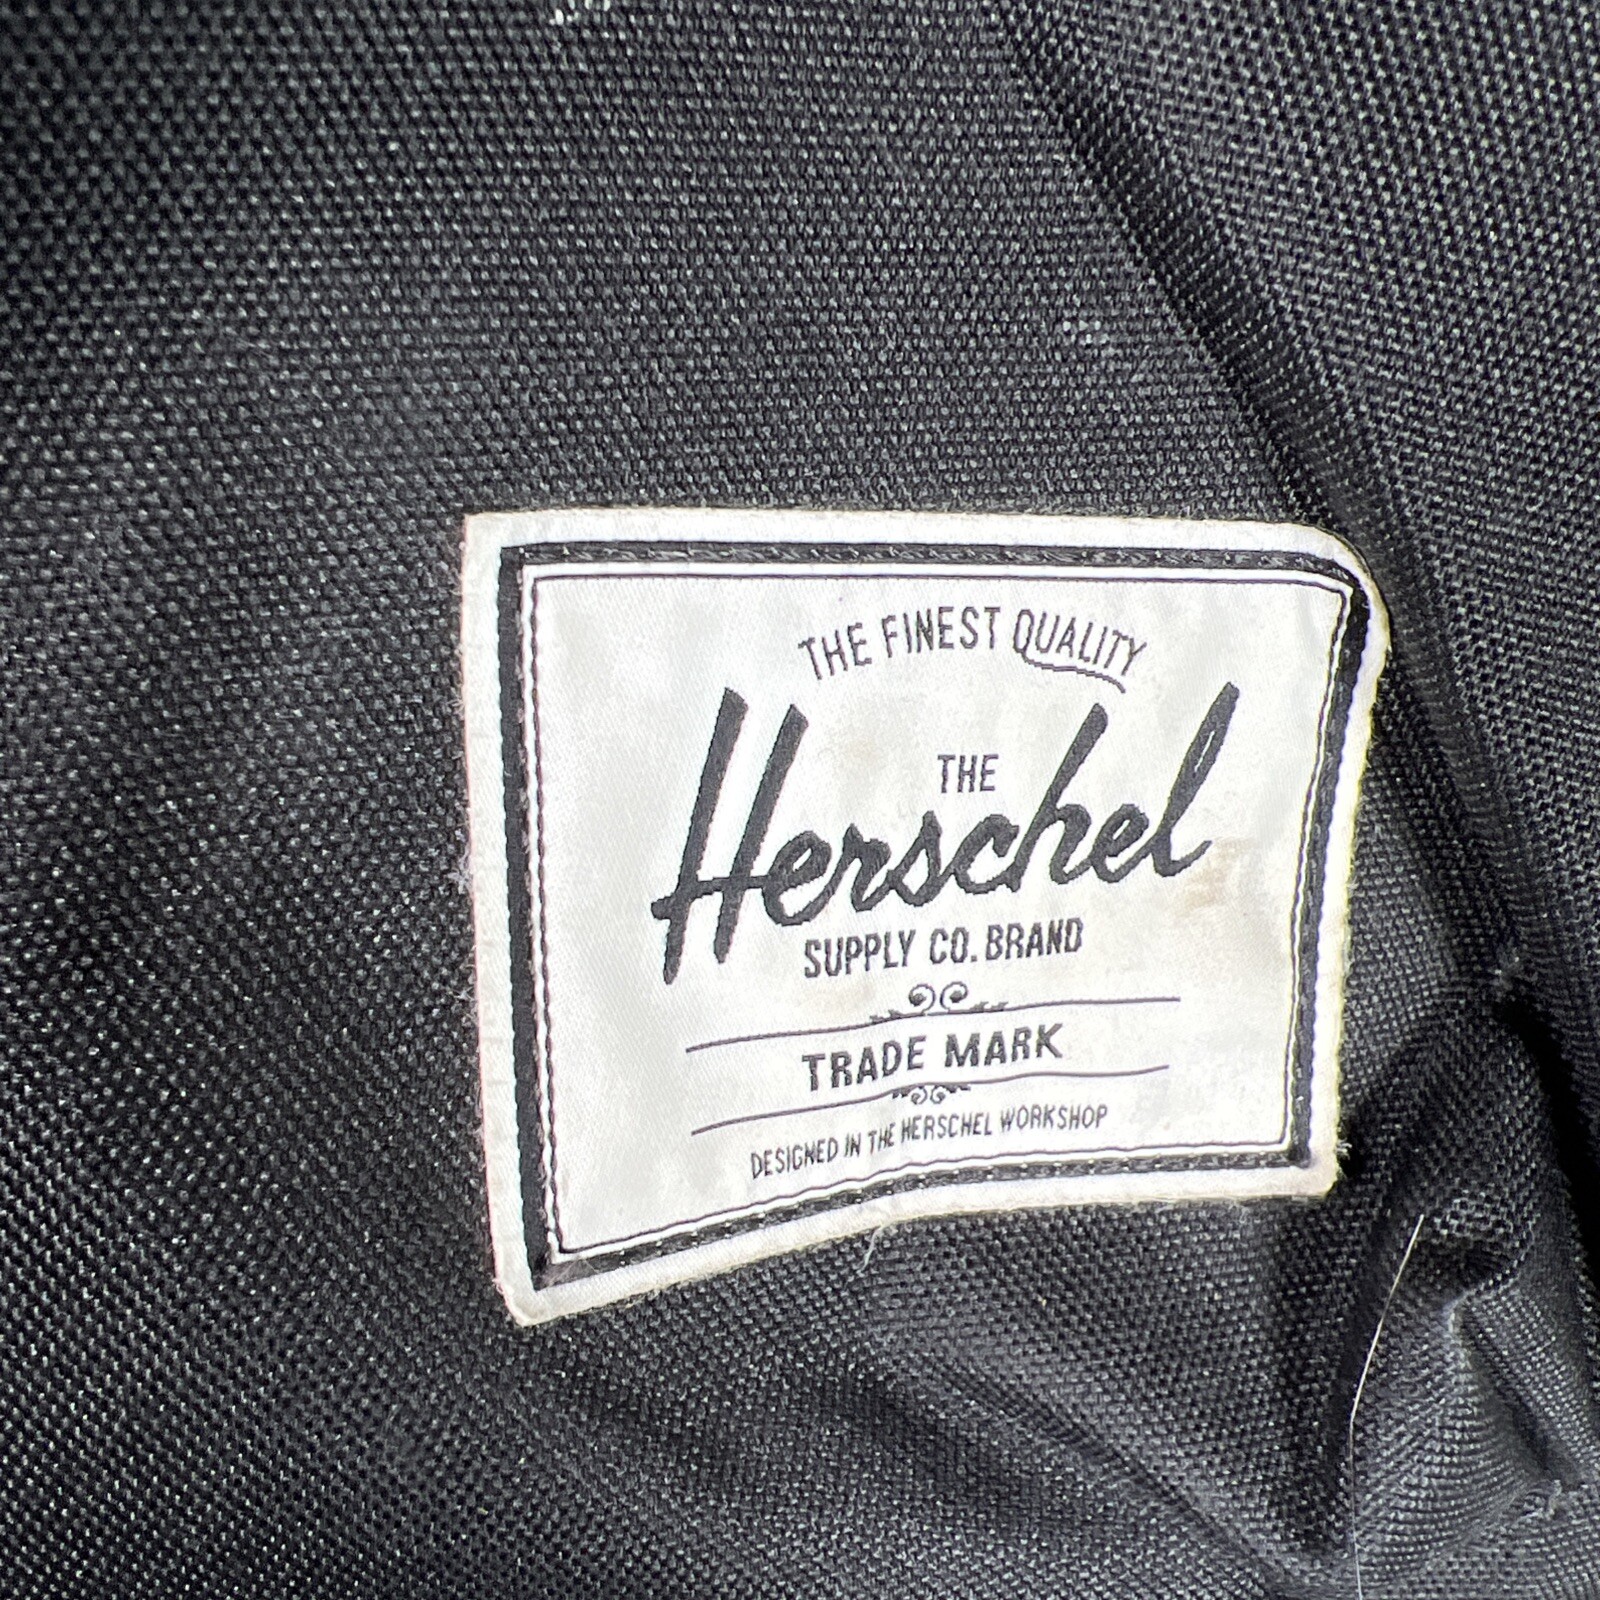 THE FINEST QUALITY
THE
Herschel
SUPPLY CO. BRAND
TRADE MARK
DESIGNED IN THE HERSCHEL WORKSHOP